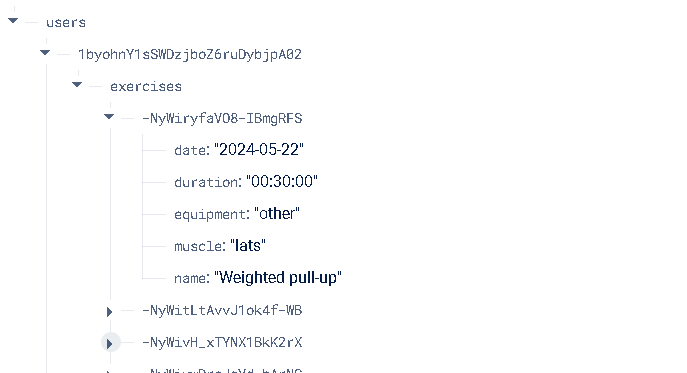 users
1byohnY1sSWDzjboZ6ruDybjpA02
exercises
-NyWiryfaVO8-IBmgRFS
date: "2024-05-22"
duration: "00:30:00"
equipment: "other"
muscle: "lats"
name: "Weighted pull-up"
-NyWitLtAvvJ1ok4f-WB
-NyWivH_xTYNX1BkK2rX